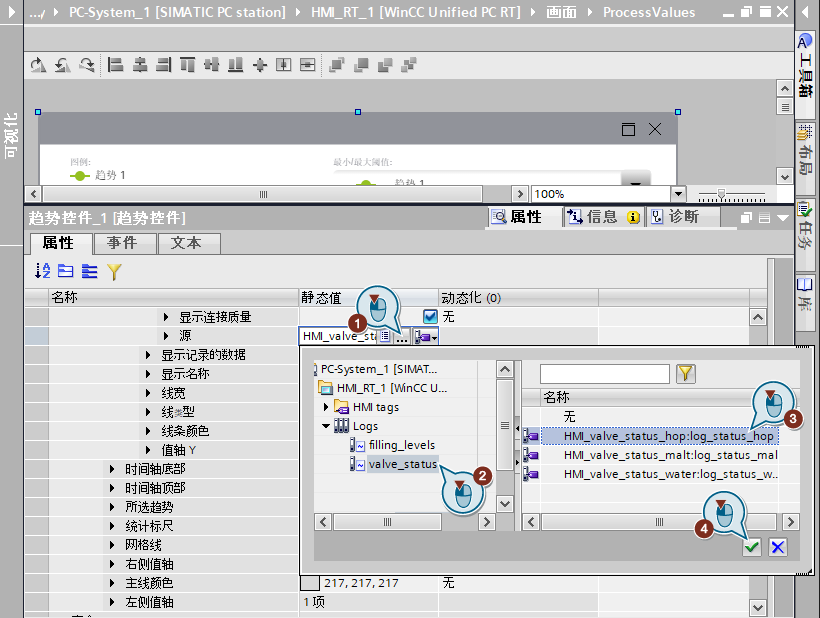 …/ PC-System_1 [SIMATIC PC station] HMI_RT_1 [WinCC Unified PC RT] 画面 ProcessValues
工具箱
布局
任务
库
可视化
图例:
趋势 1
最小/最大阈值:
趋势 1
100%
趋势控件_1 [趋势控件]
属性 信息 诊断
属性 事件 文本
名称 静态值 动态化 (0)
显示连接质量 无
源 HMI_valve_sta ...
显示记录的数据
显示名称
线宽
线类型
线条颜色
值轴 Y
时间轴底部
时间轴顶部
所选趋势
统计标尺
网格线
右侧值轴
主线颜色 217, 217, 217 无
左侧值轴 1 项
PC-System_1 [SIMAT...
HMI_RT_1 [WinCC U...
HMI tags
Logs
filling_levels
valve_status
名称
无
HMI_valve_status_hop:log_status_hop
HMI_valve_status_malt:log_status_mal
HMI_valve_status_water:log_status_w..
1
2
3
4